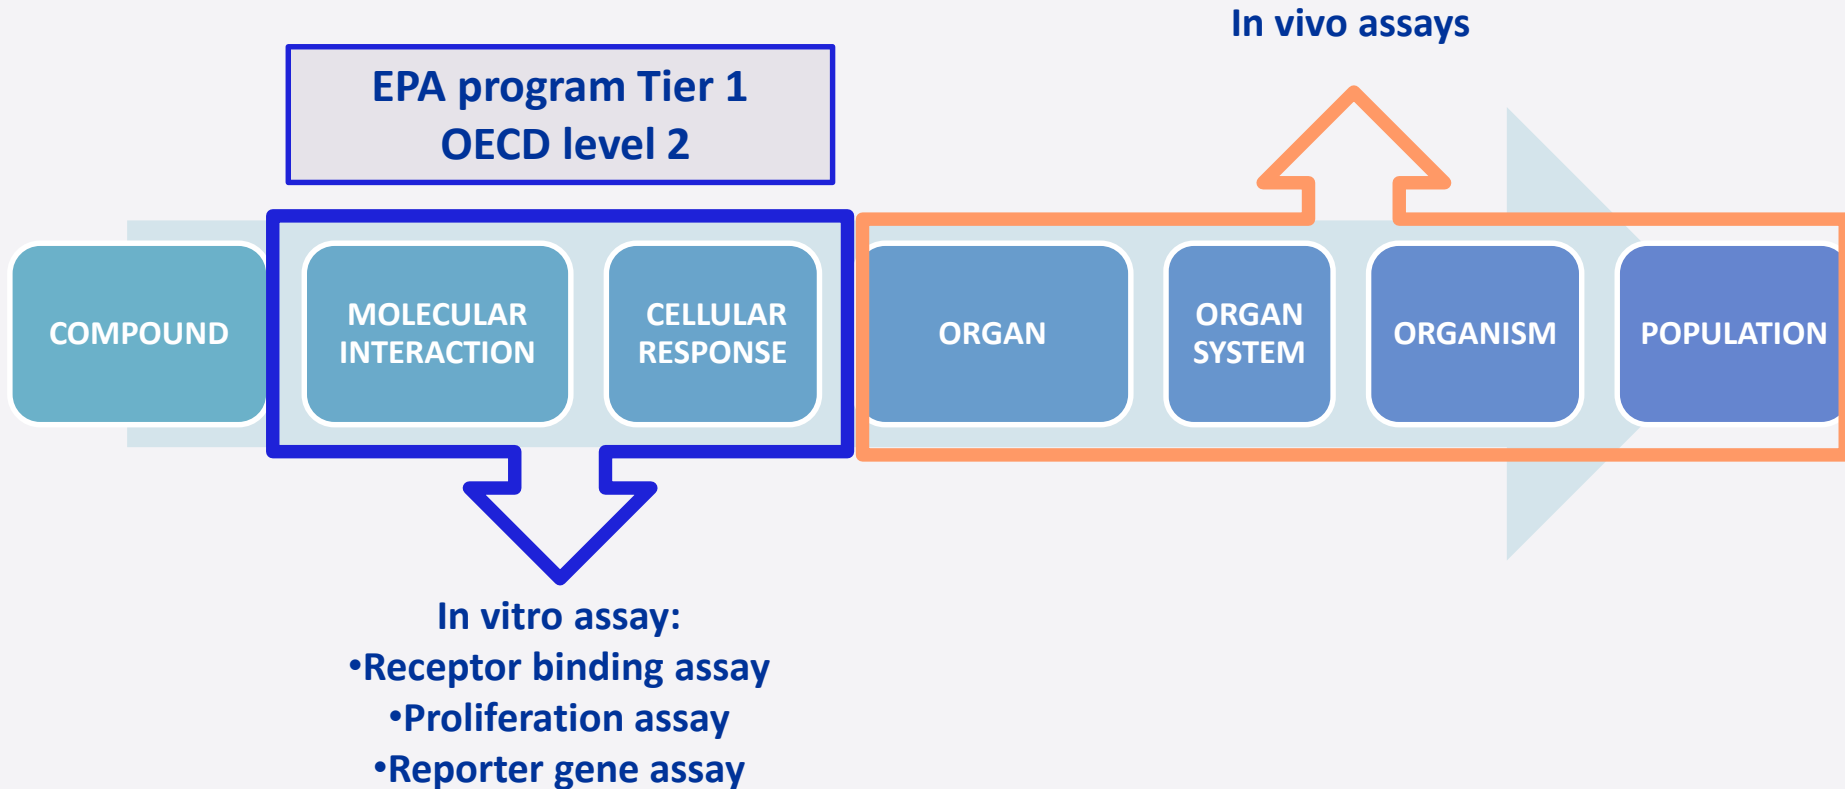 In vivo assays
EPA program Tier 1
OECD level 2
COMPOUND
MOLECULAR
INTERACTION
CELLULAR
RESPONSE
ORGAN
ORGAN
SYSTEM
ORGANISM
POPULATION
In vitro assay:
•Receptor binding assay
•Proliferation assay
•Reporter gene assay